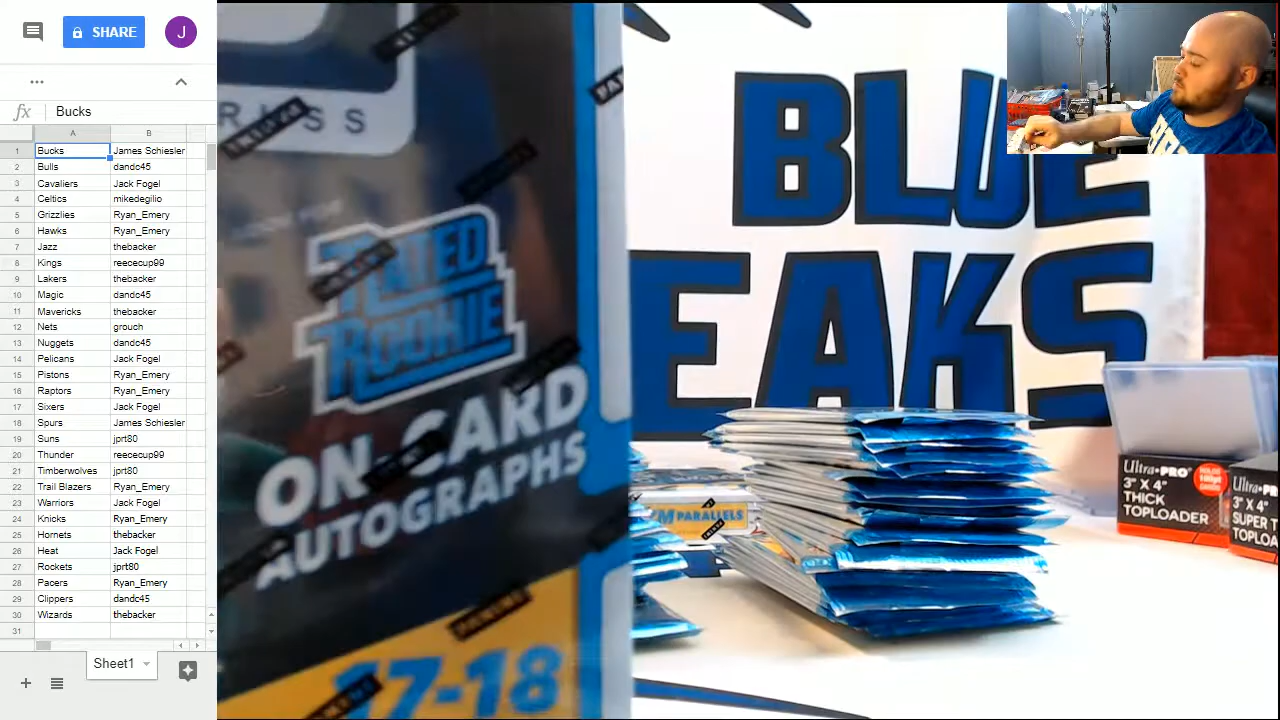 SHARE
J
...
fx Bucks
A B
1 Bucks James Schiesler
2 Bulls dandc45
3 Cavaliers Jack Fogel
4 Celtics mikedegilio
5 Grizzlies Ryan_Emery
6 Hawks Ryan_Emery
7 Jazz thebacker
8 Kings reececup99
9 Lakers thebacker
10 Magic dandc45
11 Mavericks thebacker
12 Nets grouch
13 Nuggets dandc45
14 Pelicans Jack Fogel
15 Pistons Ryan_Emery
16 Raptors Ryan_Emery
17 Sixers Jack Fogel
18 Spurs James Schiesler
19 Suns jprt80
20 Thunder reececup99
21 Timberwolves jprt80
22 Trail Blazers Ryan_Emery
23 Warriors Jack Fogel
24 Knicks Ryan_Emery
25 Hornets thebacker
26 Heat Jack Fogel
27 Rockets jprt80
28 Pacers Ryan_Emery
29 Clippers dandc45
30 Wizards thebacker
31
Sheet1
RATED
ROOKIE
ON-CARD
AUTOGRAPHS
17-18
BLUE
EAKS
PARALLELS
Ultra PRO
3" X 4"
THICK
TOPLOADER
Ultra PR
3" X 4"
SUPER T
TOPLOA